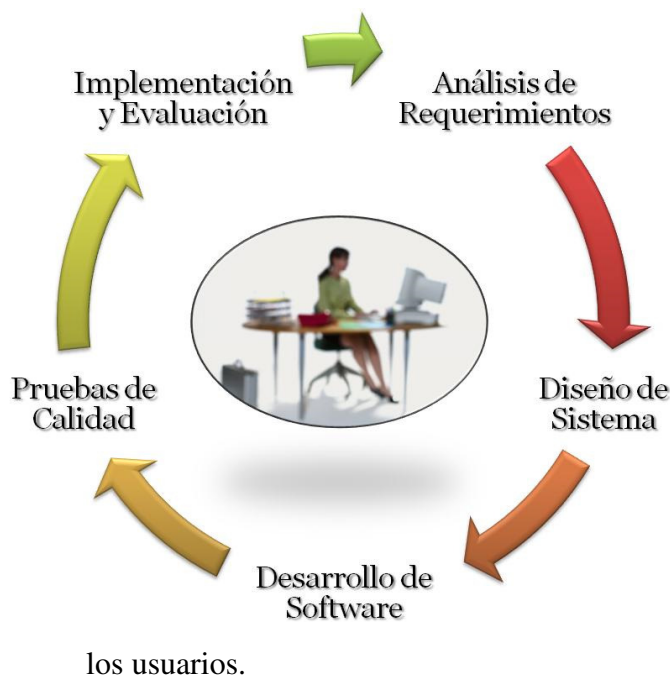 Implementación
y Evaluación
Análisis de
Requerimientos
Diseño de
Sistema
Desarrollo de
Software
Pruebas de
Calidad
los usuarios.